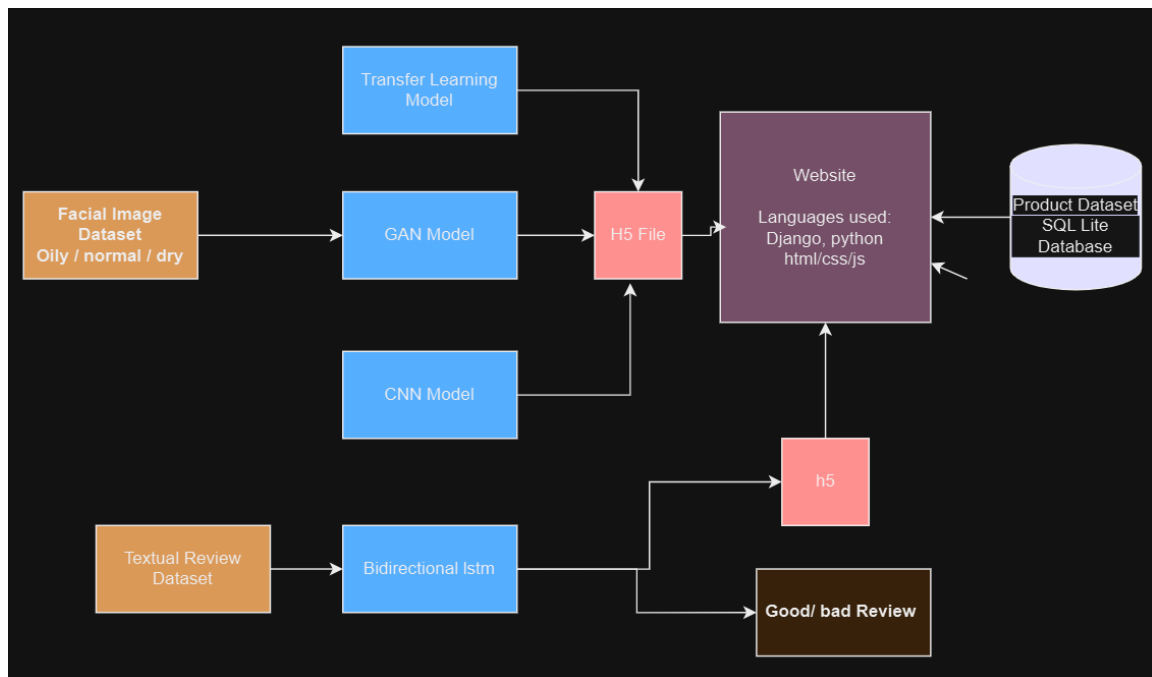 Transfer Learning
Model
Facial Image
Dataset
Oily / normal / dry
GAN Model
H5 File
Website
Languages used:
Django, python
html/css/js
Product Dataset
SQL Lite
Database
CNN Model
h5
Textual Review
Dataset
Bidirectional lstm
Good/ bad Review